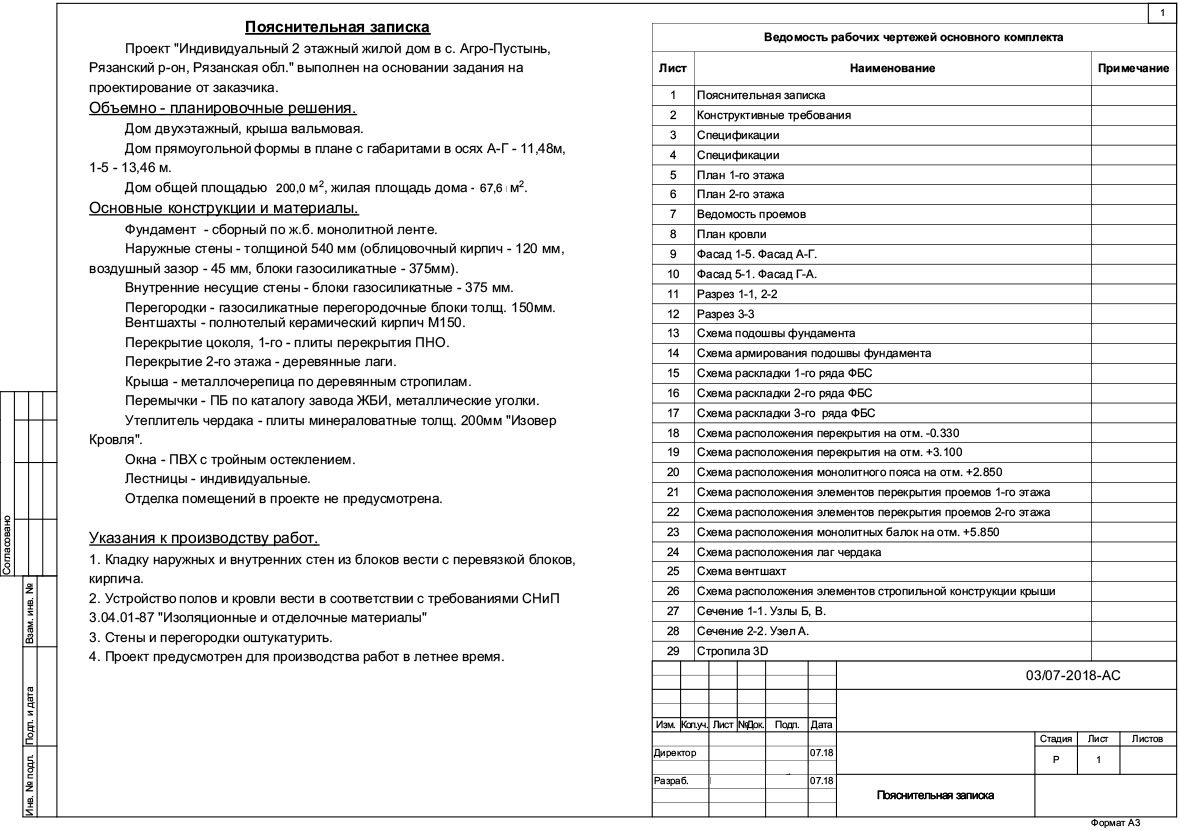 1
Пояснительная записка
Проект "Индивидуальный 2 этажный жилой дом в с. Агро-Пустынь,
Рязанский р-он, Рязанская обл." выполнен на основании задания на
проектирование от заказчика.
Объемно - планировочные решения.
Дом двухэтажный, крыша вальмовая.
Дом прямоугольной формы в плане с габаритами в осях А-Г - 11,48м,
1-5 - 13,46 м.
Дом общей площадью 200,0 м², жилая площадь дома - 67,6 м².
Основные конструкции и материалы.
Фундамент - сборный по ж.б. монолитной ленте.
Наружные стены - толщиной 540 мм (облицовочный кирпич - 120 мм,
воздушный зазор - 45 мм, блоки газосиликатные - 375мм).
Внутренние несущие стены - блоки газосиликатные - 375 мм.
Перегородки - газосиликатные перегородочные блоки толщ. 150мм.
Вентшахты - полнотелый керамический кирпич М150.
Перекрытие цоколя, 1-го - плиты перекрытия ПНО.
Перекрытие 2-го этажа - деревянные лаги.
Крыша - металлочерепица по деревянным стропилам.
Перемычки - ПБ по каталогу завода ЖБИ, металлические уголки.
Утеплитель чердака - плиты минераловатные толщ. 200мм "Изовер
Кровля".
Окна - ПВХ с тройным остеклением.
Лестницы - индивидуальные.
Отделка помещений в проекте не предусмотрена.
Указания к производству работ.
1. Кладку наружных и внутренних стен из блоков вести с перевязкой блоков,
кирпича.
2. Устройство полов и кровли вести в соответствии с требованиями СНиП
3.04.01-87 "Изоляционные и отделочные материалы"
3. Стены и перегородки оштукатурить.
4. Проект предусмотрен для производства работ в летнее время.
Ведомость рабочих чертежей основного комплекта
Лист Наименование Примечание
1 Пояснительная записка
2 Конструктивные требования
3 Спецификации
4 Спецификации
5 План 1-го этажа
6 План 2-го этажа
7 Ведомость проемов
8 План кровли
9 Фасад 1-5. Фасад А-Г.
10 Фасад 5-1. Фасад Г-А.
11 Разрез 1-1, 2-2
12 Разрез 3-3
13 Схема подошвы фундамента
14 Схема армирования подошвы фундамента
15 Схема раскладки 1-го ряда ФБС
16 Схема раскладки 2-го ряда ФБС
17 Схема раскладки 3-го ряда ФБС
18 Схема расположения перекрытия на отм. -0.330
19 Схема расположения перекрытия на отм. +3.100
20 Схема расположения монолитного пояса на отм. +2.850
21 Схема расположения элементов перекрытия проемов 1-го этажа
22 Схема расположения элементов перекрытия проемов 2-го этажа
23 Схема расположения монолитных балок на отм. +5.850
24 Схема расположения лаг чердака
25 Схема вентшахт
26 Схема расположения элементов стропильной конструкции крыши
27 Сечение 1-1. Узлы Б, В.
28 Сечение 2-2. Узел А.
29 Стропила 3D
03/07-2018-АС
Изм. Кол.уч. Лист №Док. Подп. Дата
Директор 07.18
Разраб. 07.18
Стадия Лист Листов
Р 1
Пояснительная записка
Формат А3
Согласовано
Взам. инв. №
Подп. и дата
Инв. № подл.